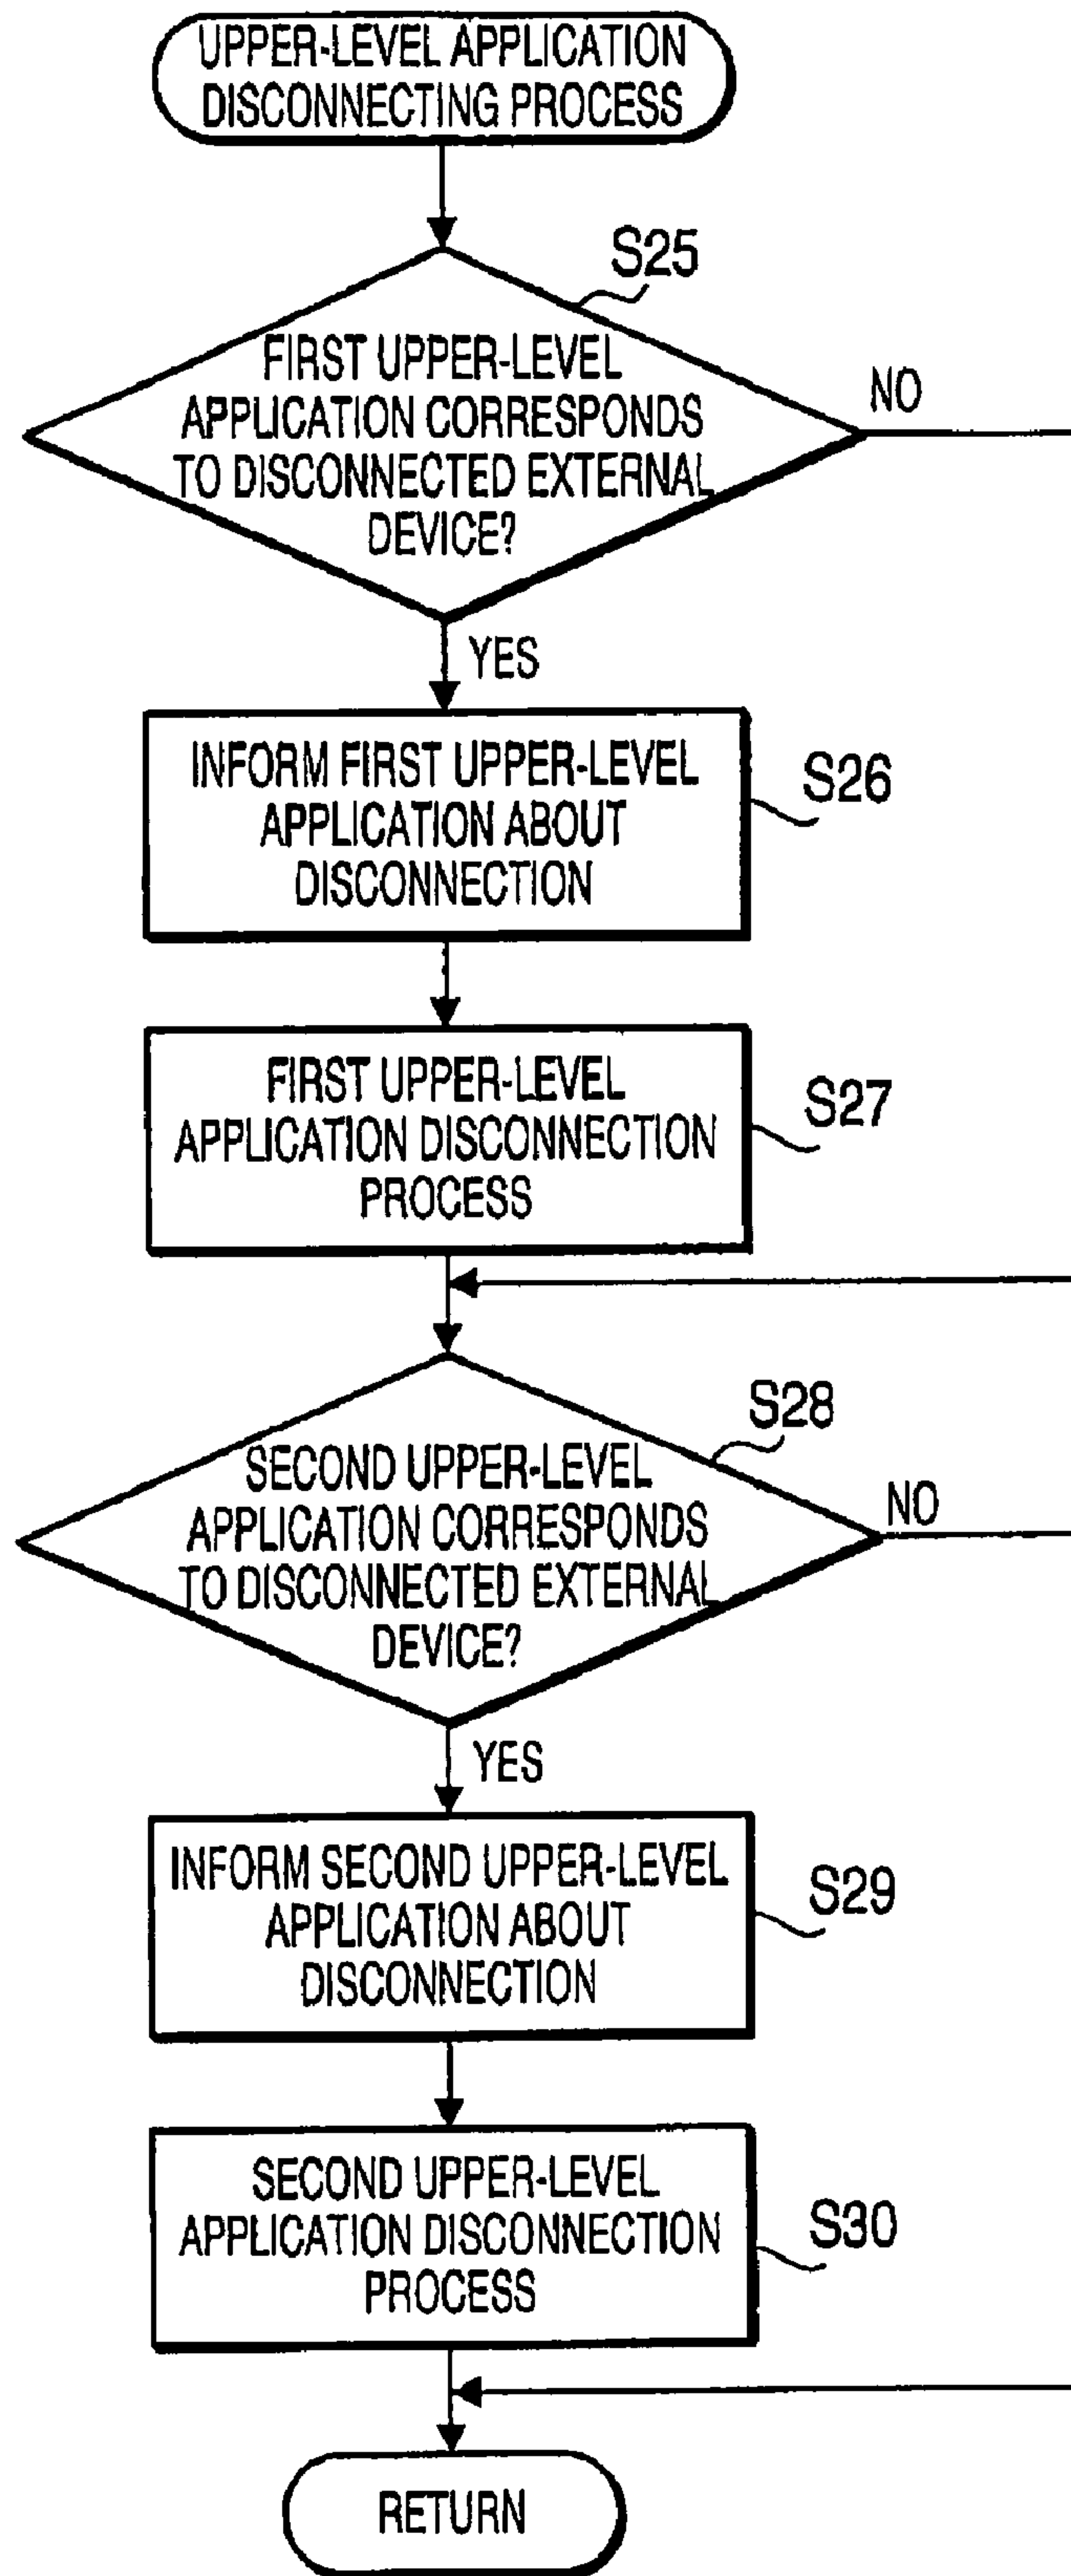 UPPER-LEVEL APPLICATION
DISCONNECTING PROCESS
S25
FIRST UPPER-LEVEL
APPLICATION CORRESPONDS
TO DISCONNECTED EXTERNAL
DEVICE?
NO
YES
INFORM FIRST UPPER-LEVEL
APPLICATION ABOUT
DISCONNECTION
S26
FIRST UPPER-LEVEL
APPLICATION DISCONNECTION
PROCESS
S27
S28
SECOND UPPER-LEVEL
APPLICATION CORRESPONDS
TO DISCONNECTED EXTERNAL
DEVICE?
NO
YES
INFORM SECOND UPPER-LEVEL
APPLICATION ABOUT
DISCONNECTION
S29
SECOND UPPER-LEVEL
APPLICATION DISCONNECTION
PROCESS
S30
RETURN